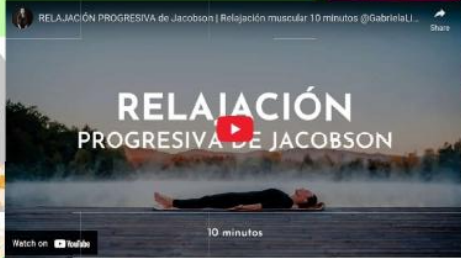 RELAJACIÓN PROGRESIVA de Jacobson | Relajación muscular 10 minutos @GabrielaLi...
Share
RELAJACIÓN
PROGRESIVA DE JACOBSON
10 minutos
Watch on YouTube